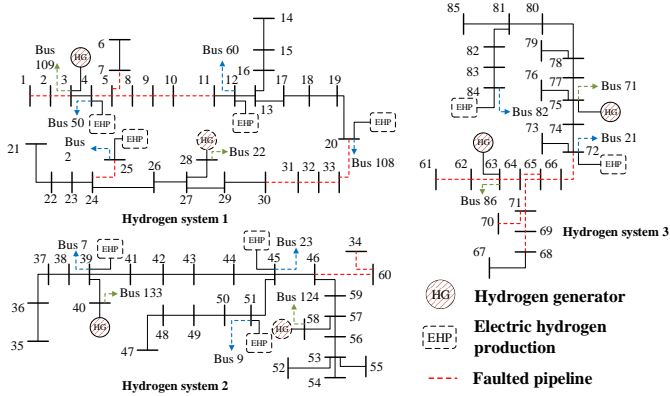 14
Bus 60
15
16
6
Bus 109
HG
7
1 2 3 4 5 8 9 10 11 12 13 17 18 19
Bus 50
EHP
EHP
EHP
Bus 2
EHP
25
20
Bus 108
HG
28
Bus 22
21
22 23 24 26 27 29 30 31 32 33
Hydrogen system 1
85 81 80
82
83
84
EHP
Bus 82
79
78
77
76
Bus 71
75
HG
74
73
Bus 21
72
EHP
HG
61 62 63 64 65 66
Bus 86
71
70
69
68
67
Hydrogen system 3
37 38 39 41 42 43 44 45 46
Bus 7
EHP
EHP
Bus 23
34
60
36
35
40
Bus 133
HG
47 48 49 50 51
Bus 9
EHP
Bus 124
HG
58
59
57
56
53
52
54
55
Hydrogen system 2
HG
Hydrogen generator
EHP
Electric hydrogen
production
Faulted pipeline